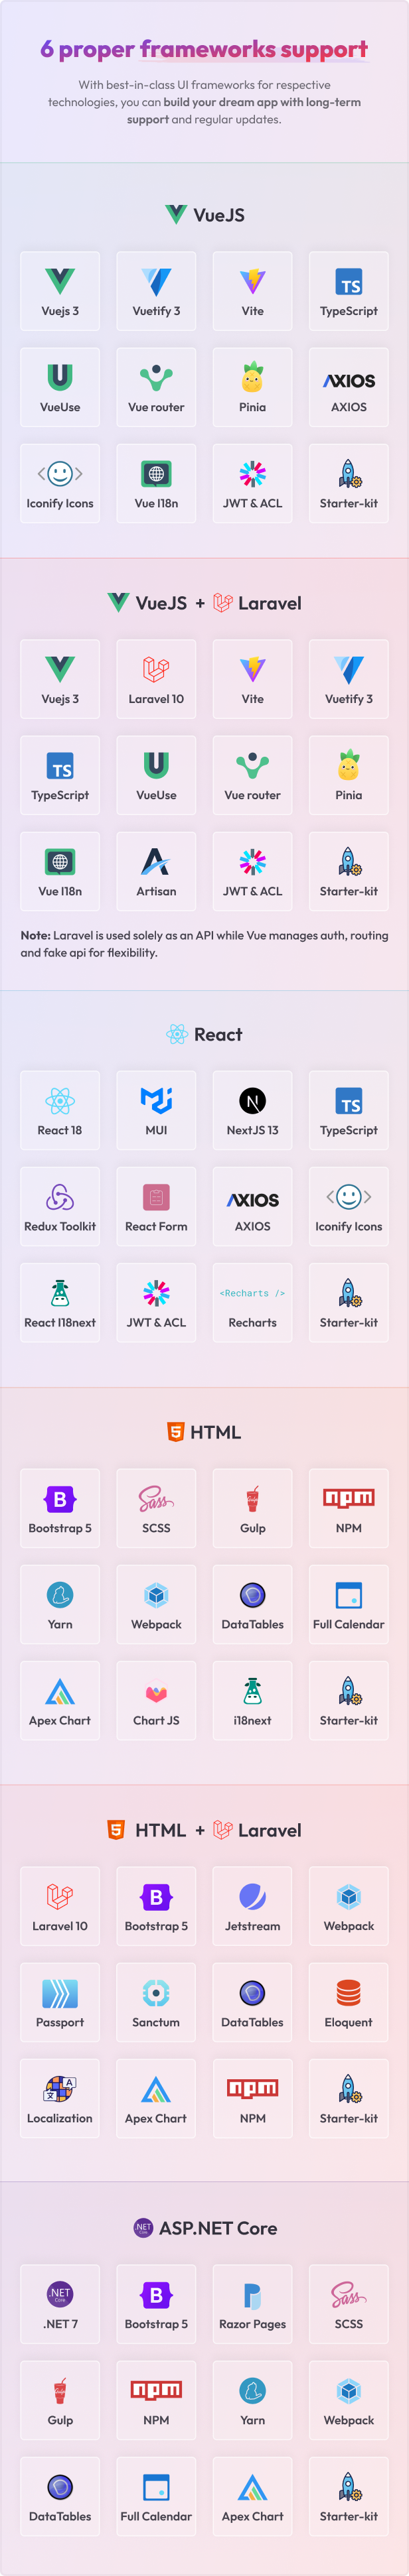 6 proper frameworks support
With best-in-class UI frameworks for respective
technologies, you can build your dream app with long-term
support and regular updates.
VueJS
Vuejs 3
Vuetify 3
Vite
TS
TypeScript
VueUse
Vue router
Pinia
AXIOS
AXIOS
Iconify Icons
Vue I18n
JWT & ACL
Starter-kit
VueJS + Laravel
Vuejs 3
Laravel 10
Vite
Vuetify 3
TS
TypeScript
VueUse
Vue router
Pinia
Vue I18n
Artisan
JWT & ACL
Starter-kit
Note: Laravel is used solely as an API while Vue manages auth, routing
and fake api for flexibility.
React
React 18
MUI
NextJS 13
TS
TypeScript
Redux Toolkit
React Form
AXIOS
AXIOS
Iconify Icons
React I18next
JWT & ACL
<Recharts />
Recharts
Starter-kit
5 HTML
B
Bootstrap 5
Sass
SCSS
Gulp
npm
NPM
Yarn
Webpack
DataTables
Full Calendar
Apex Chart
Chart JS
i18next
Starter-kit
5 HTML + Laravel
Laravel 10
B
Bootstrap 5
Jetstream
Webpack
Passport
Sanctum
DataTables
Eloquent
A
文
Localization
Apex Chart
npm
NPM
Starter-kit
.NET Core ASP.NET Core
.NET
Core
.NET 7
B
Bootstrap 5
Razor Pages
Sass
SCSS
Gulp
npm
NPM
Yarn
Webpack
DataTables
Full Calendar
Apex Chart
Starter-kit